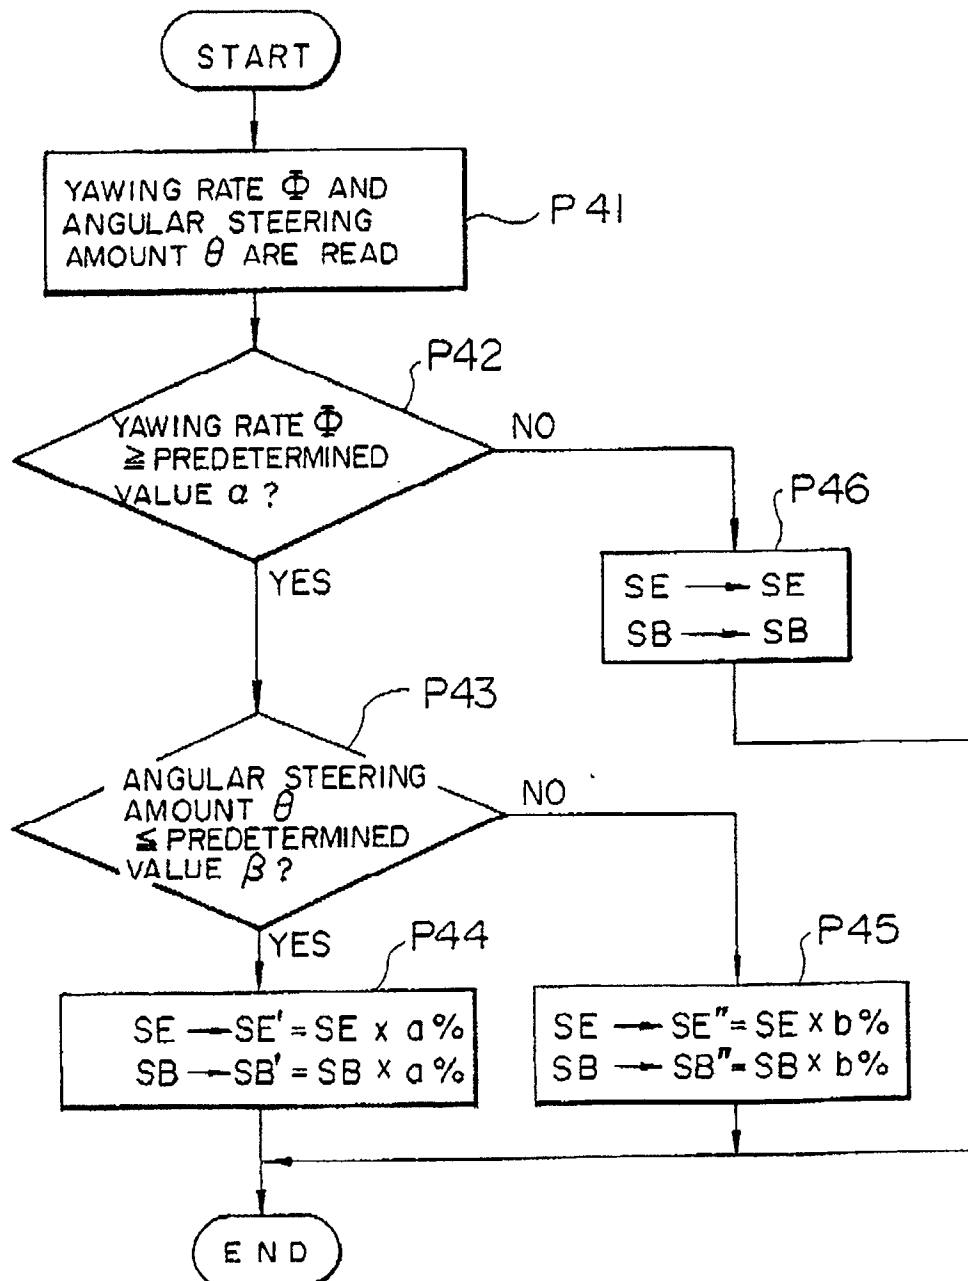 START
YAWING RATE Φ AND
ANGULAR STEERING
AMOUNT θ ARE READ
P41
P42
YAWING RATE Φ
≧ PREDETERMINED
VALUE α ?
NO
YES
P46
SE → SE
SB → SB
P43
ANGULAR STEERING
AMOUNT θ
≦ PREDETERMINED
VALUE β ?
NO
YES
P44
SE → SE' = SE × a %
SB → SB' = SB × a %
P45
SE → SE" = SE × b %
SB → SB" = SB × b %
END